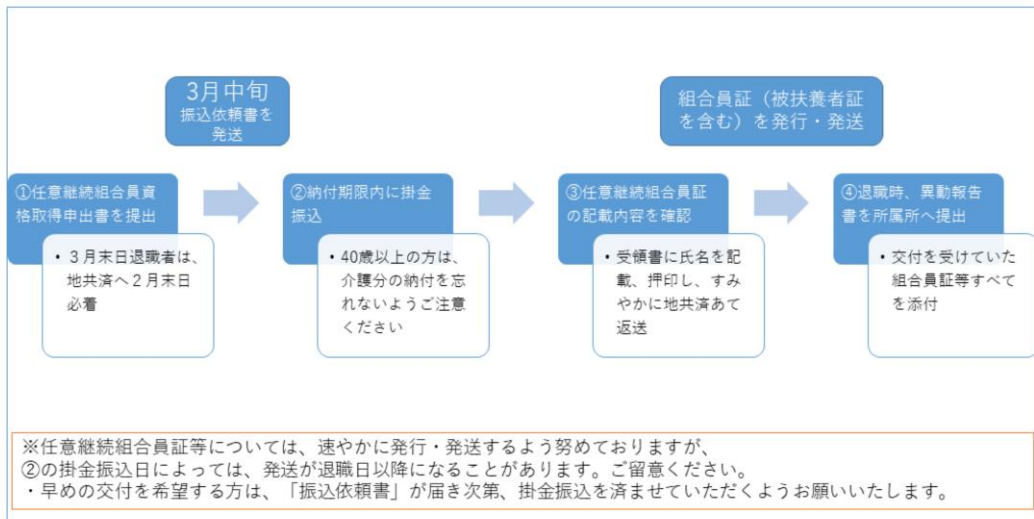 3月中旬
振込依頼書を
発送
組合員証（被扶養者証
を含む）を発行・発送
①任意継続組合員資
格取得申出書を提出
・３月末日退職者は、
地共済へ２月末日
必着
②納付期限内に掛金
振込
・40歳以上の方は、
介護分の納付を忘
れないようご注意
ください
③任意継続組合員証
の記載内容を確認
・受領書に氏名を記
載、押印し、すみ
やかに地共済あて
返送
④退職時、異動報告
書を所属所へ提出
・交付を受けていた
組合員証等すべて
を添付
※任意継続組合員証等については、速やかに発行・発送するよう努めておりますが、
②の掛金振込日によっては、発送が退職日以降になることがあります。ご留意ください。
・早めの交付を希望する方は、「振込依頼書」が届き次第、掛金振込を済ませていただくようお願いいたします。